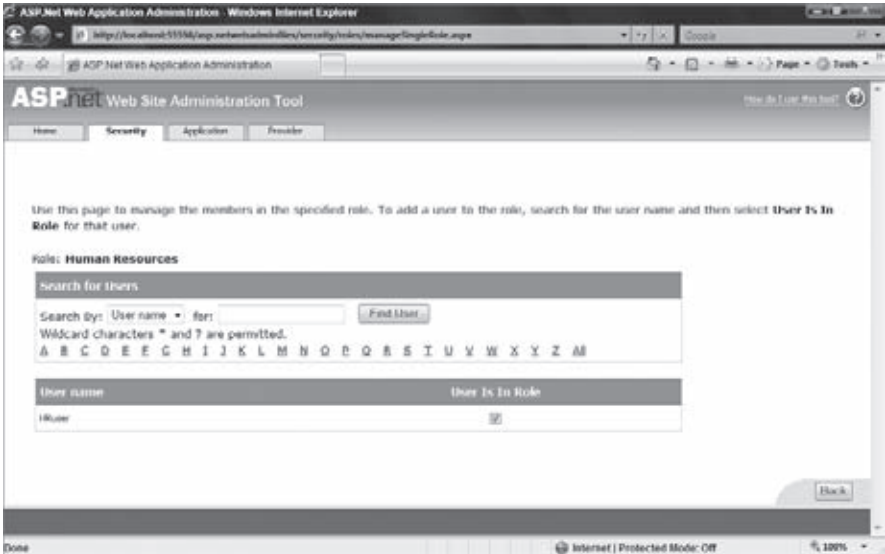 ASP.Net Web Application Administration - Windows Internet Explorer
Google
ASP.Net Web Application Administration
Page
Tools
ASP.net Web Site Administration Tool
How do I use this tool?
Home Security Application Provider
Use this page to manage the members in the specified role. To add a user to the role, search for the user name and then select User Is In
Role for that user.
Role: Human Resources
Search for Users
Search by: User name for: Find User
Wildcard characters * and ? are permitted.
A B C D E F G H I J K L M N O P Q R S T U V W X Y Z All
User name User Is In Role
HRuser
Back
Done Internet | Protected Mode: Off 100%